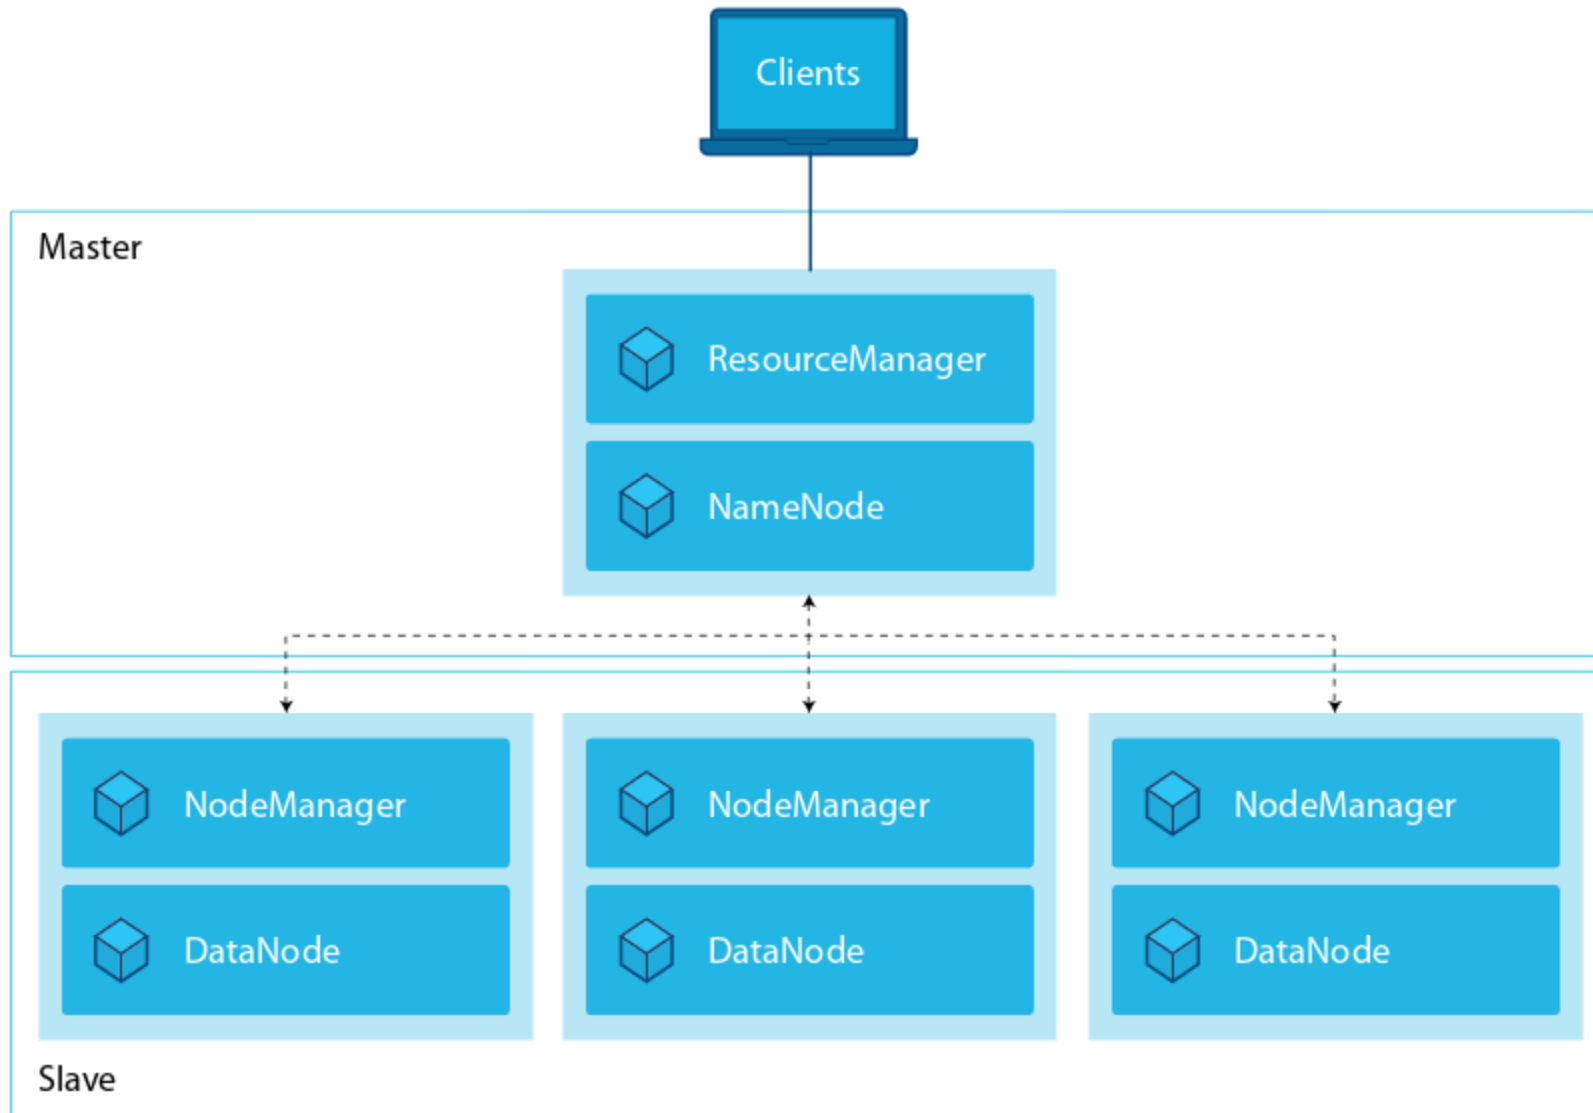 Clients
Master
ResourceManager
NameNode
NodeManager
NodeManager
NodeManager
DataNode
DataNode
DataNode
Slave